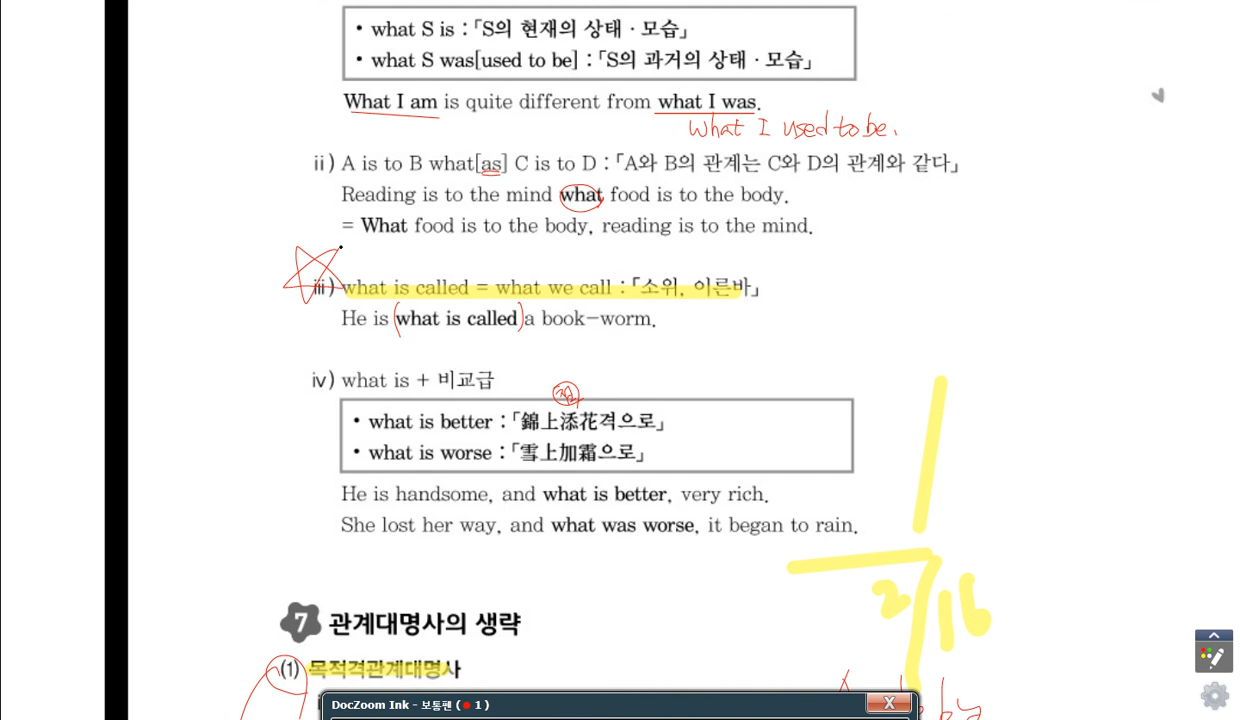 • what S is : 「S의 현재의 상태 · 모습」
• what S was[used to be] : 「S의 과거의 상태 · 모습」
What I am is quite different from what I was.
What I used to be.
ⅱ) A is to B what[as] C is to D : 「A와 B의 관계는 C와 D의 관계와 같다」
Reading is to the mind what food is to the body.
= What food is to the body, reading is to the mind.
ⅲ) what is called = what we call : 「소위, 이른바」
He is (what is called) a book-worm.
ⅳ) what is + 비교급
• what is better : 「錦上添花격으로」
• what is worse : 「雪上加霜으로」
He is handsome, and what is better, very rich.
She lost her way, and what was worse, it began to rain.
2/16
7 관계대명사의 생략
(1) 목적격관계대명사
DocZoom Ink - 보통펜 ( 1 )
X